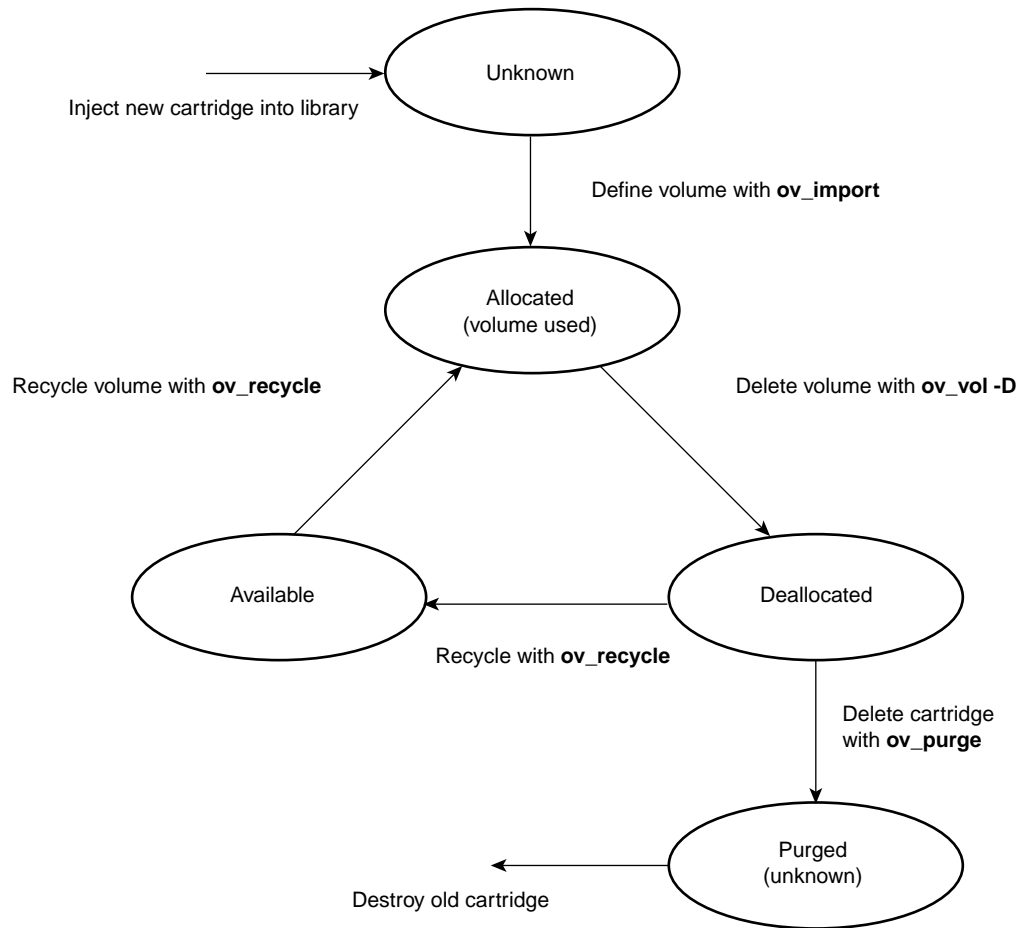 Unknown
Inject new cartridge into library
Define volume with ov_import
Allocated
(volume used)
Recycle volume with ov_recycle
Delete volume with ov_vol -D
Available
Deallocated
Recycle with ov_recycle
Delete cartridge
with ov_purge
Purged
(unknown)
Destroy old cartridge